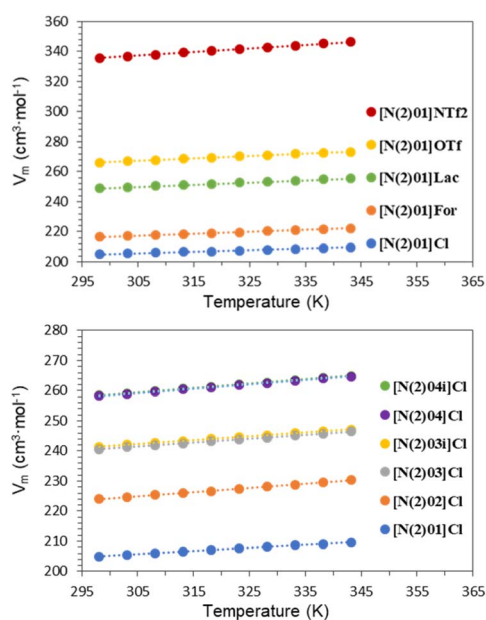 360
340
320
300
280
260
240
220
200
Vm (cm³·mol⁻¹)
[N(2)01]NTf2
[N(2)01]OTf
[N(2)01]Lac
[N(2)01]For
[N(2)01]Cl
295 305 315 325 335 345 355 365
Temperature (K)
280
270
260
250
240
230
220
210
200
Vm (cm³·mol⁻¹)
[N(2)04i]Cl
[N(2)04]Cl
[N(2)03i]Cl
[N(2)03]Cl
[N(2)02]Cl
[N(2)01]Cl
295 305 315 325 335 345 355 365
Temperature (K)